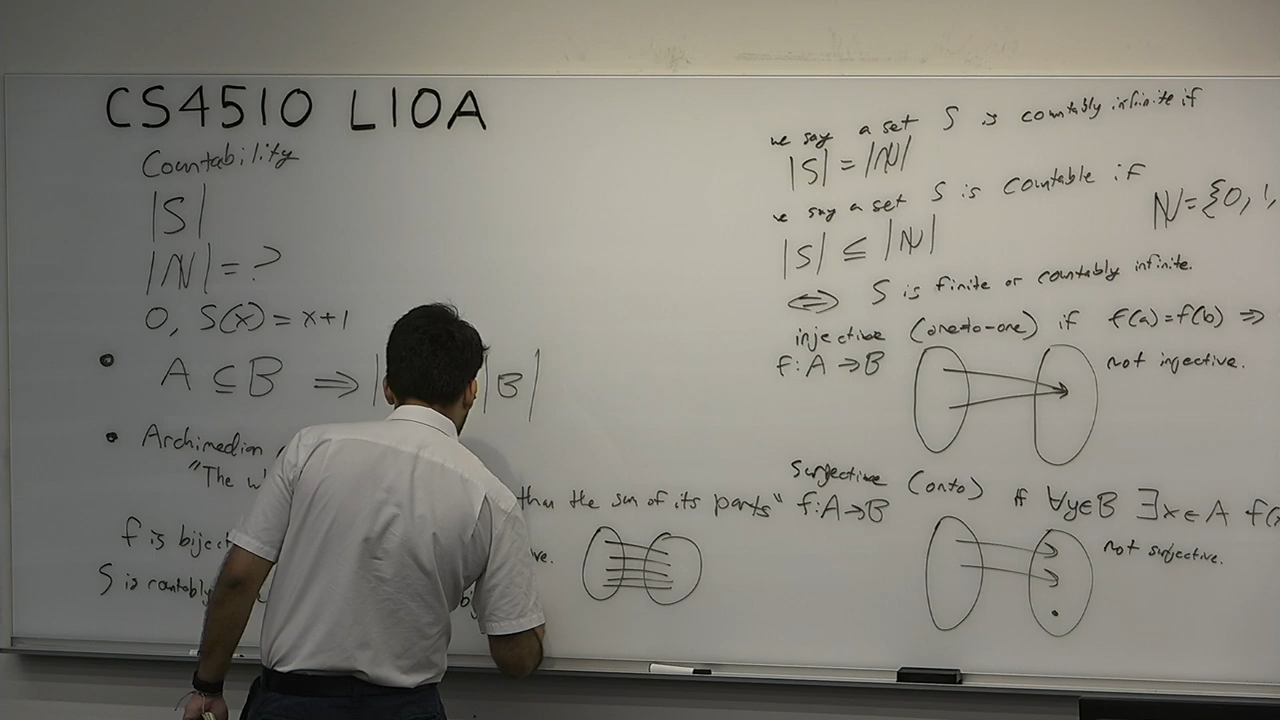 CS4510 L10A
Countability
|S|
|N| = ?
0, S(x) = x+1
• A ⊆ B ⇒ | |B|
• Archimedian
"The w than the sum of its parts"
f is biject ve.
S is countably
we say a set S is countably infinite if
|S| = |N|
we say a set S is countable if
N = {0, 1,
|S| ≤ |N|
⇔ S is finite or countably infinite.
injective (one-to-one) if f(a)=f(b) ⇒
f: A → B
not injective.
Surjective (onto) if ∀y∈B ∃x∈A f(
f: A → B
not surjective.